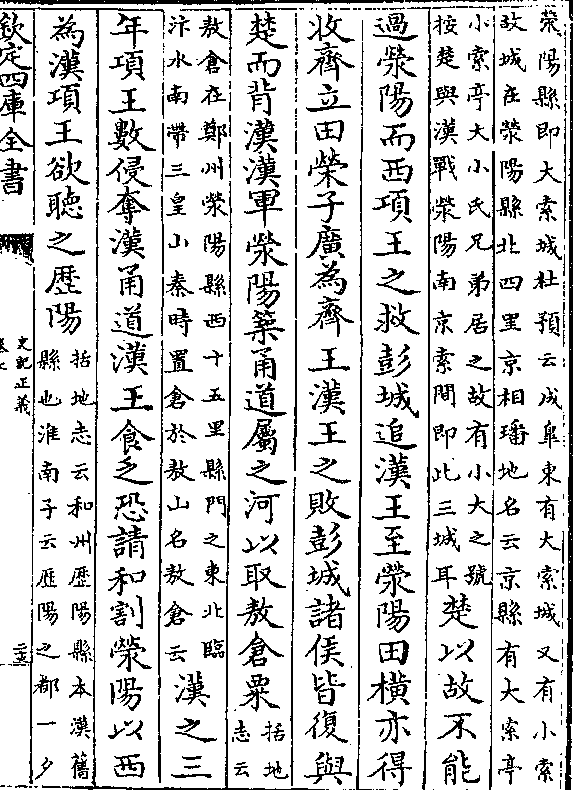 滎陽縣即大索城杜預云成臯東有大索城又有小索
故城在滎陽縣北四里京相璠地名云京縣有大索亭
小索亭大小氏兄弟居之故有小大之號
按楚與漢戰滎陽南京索間即此三城耳楚以故不能
過滎陽而西項王之救彭城追漢王至滎陽田橫亦得
收齊立田榮子廣為齊王漢王之敗彭城諸侯皆復與
楚而背漢漢軍滎陽築甬道屬之河以取敖倉粟括地
志云
敖倉在鄭州滎陽縣西十五里縣門之東北臨
汴水南帶三皇山秦時置倉於敖山名敖倉云漢之三
年項王數侵奪漢甬道漢王食乏恐請和割滎陽以西
為漢項王欲聽之歴陽括地志云和州歴陽縣本漢舊
縣也淮南子云歴陽之都一夕
欽定四庫全書
史記正義